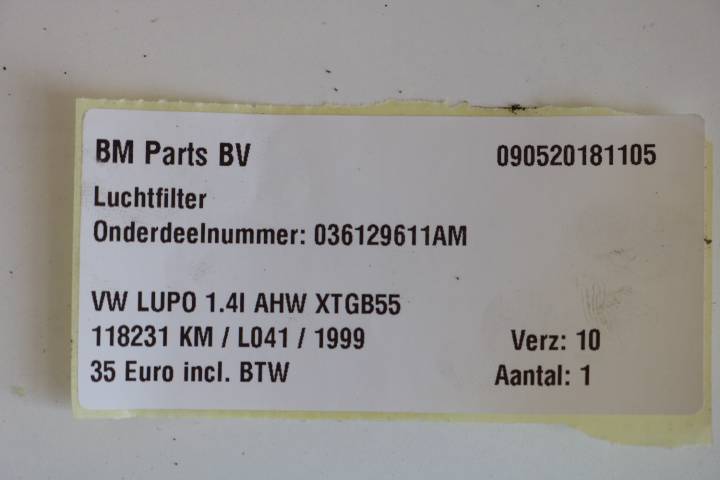 BM Parts BV 090520181105
Luchtfilter
Onderdeelnummer: 036129611AM
VW LUPO 1.4I AHW XTGB55
118231 KM / L041 / 1999 Verz: 10
35 Euro incl. BTW Aantal: 1